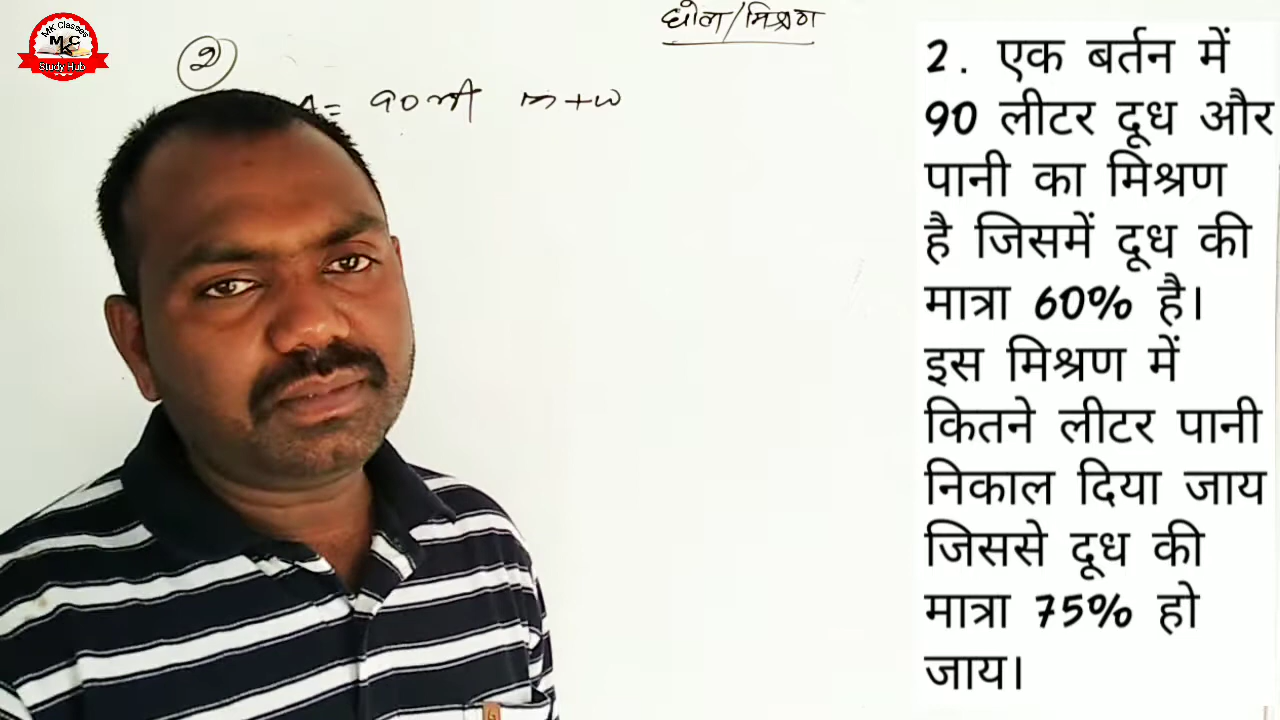 MK Classes
M C
K
Study Hub
घोल/मिश्रण
2
= 90 ली m+w
2. एक बर्तन में
90 लीटर दूध और
पानी का मिश्रण
है जिसमें दूध की
मात्रा 60% है।
इस मिश्रण में
कितने लीटर पानी
निकाल दिया जाय
जिससे दूध की
मात्रा 75% हो
जाय।